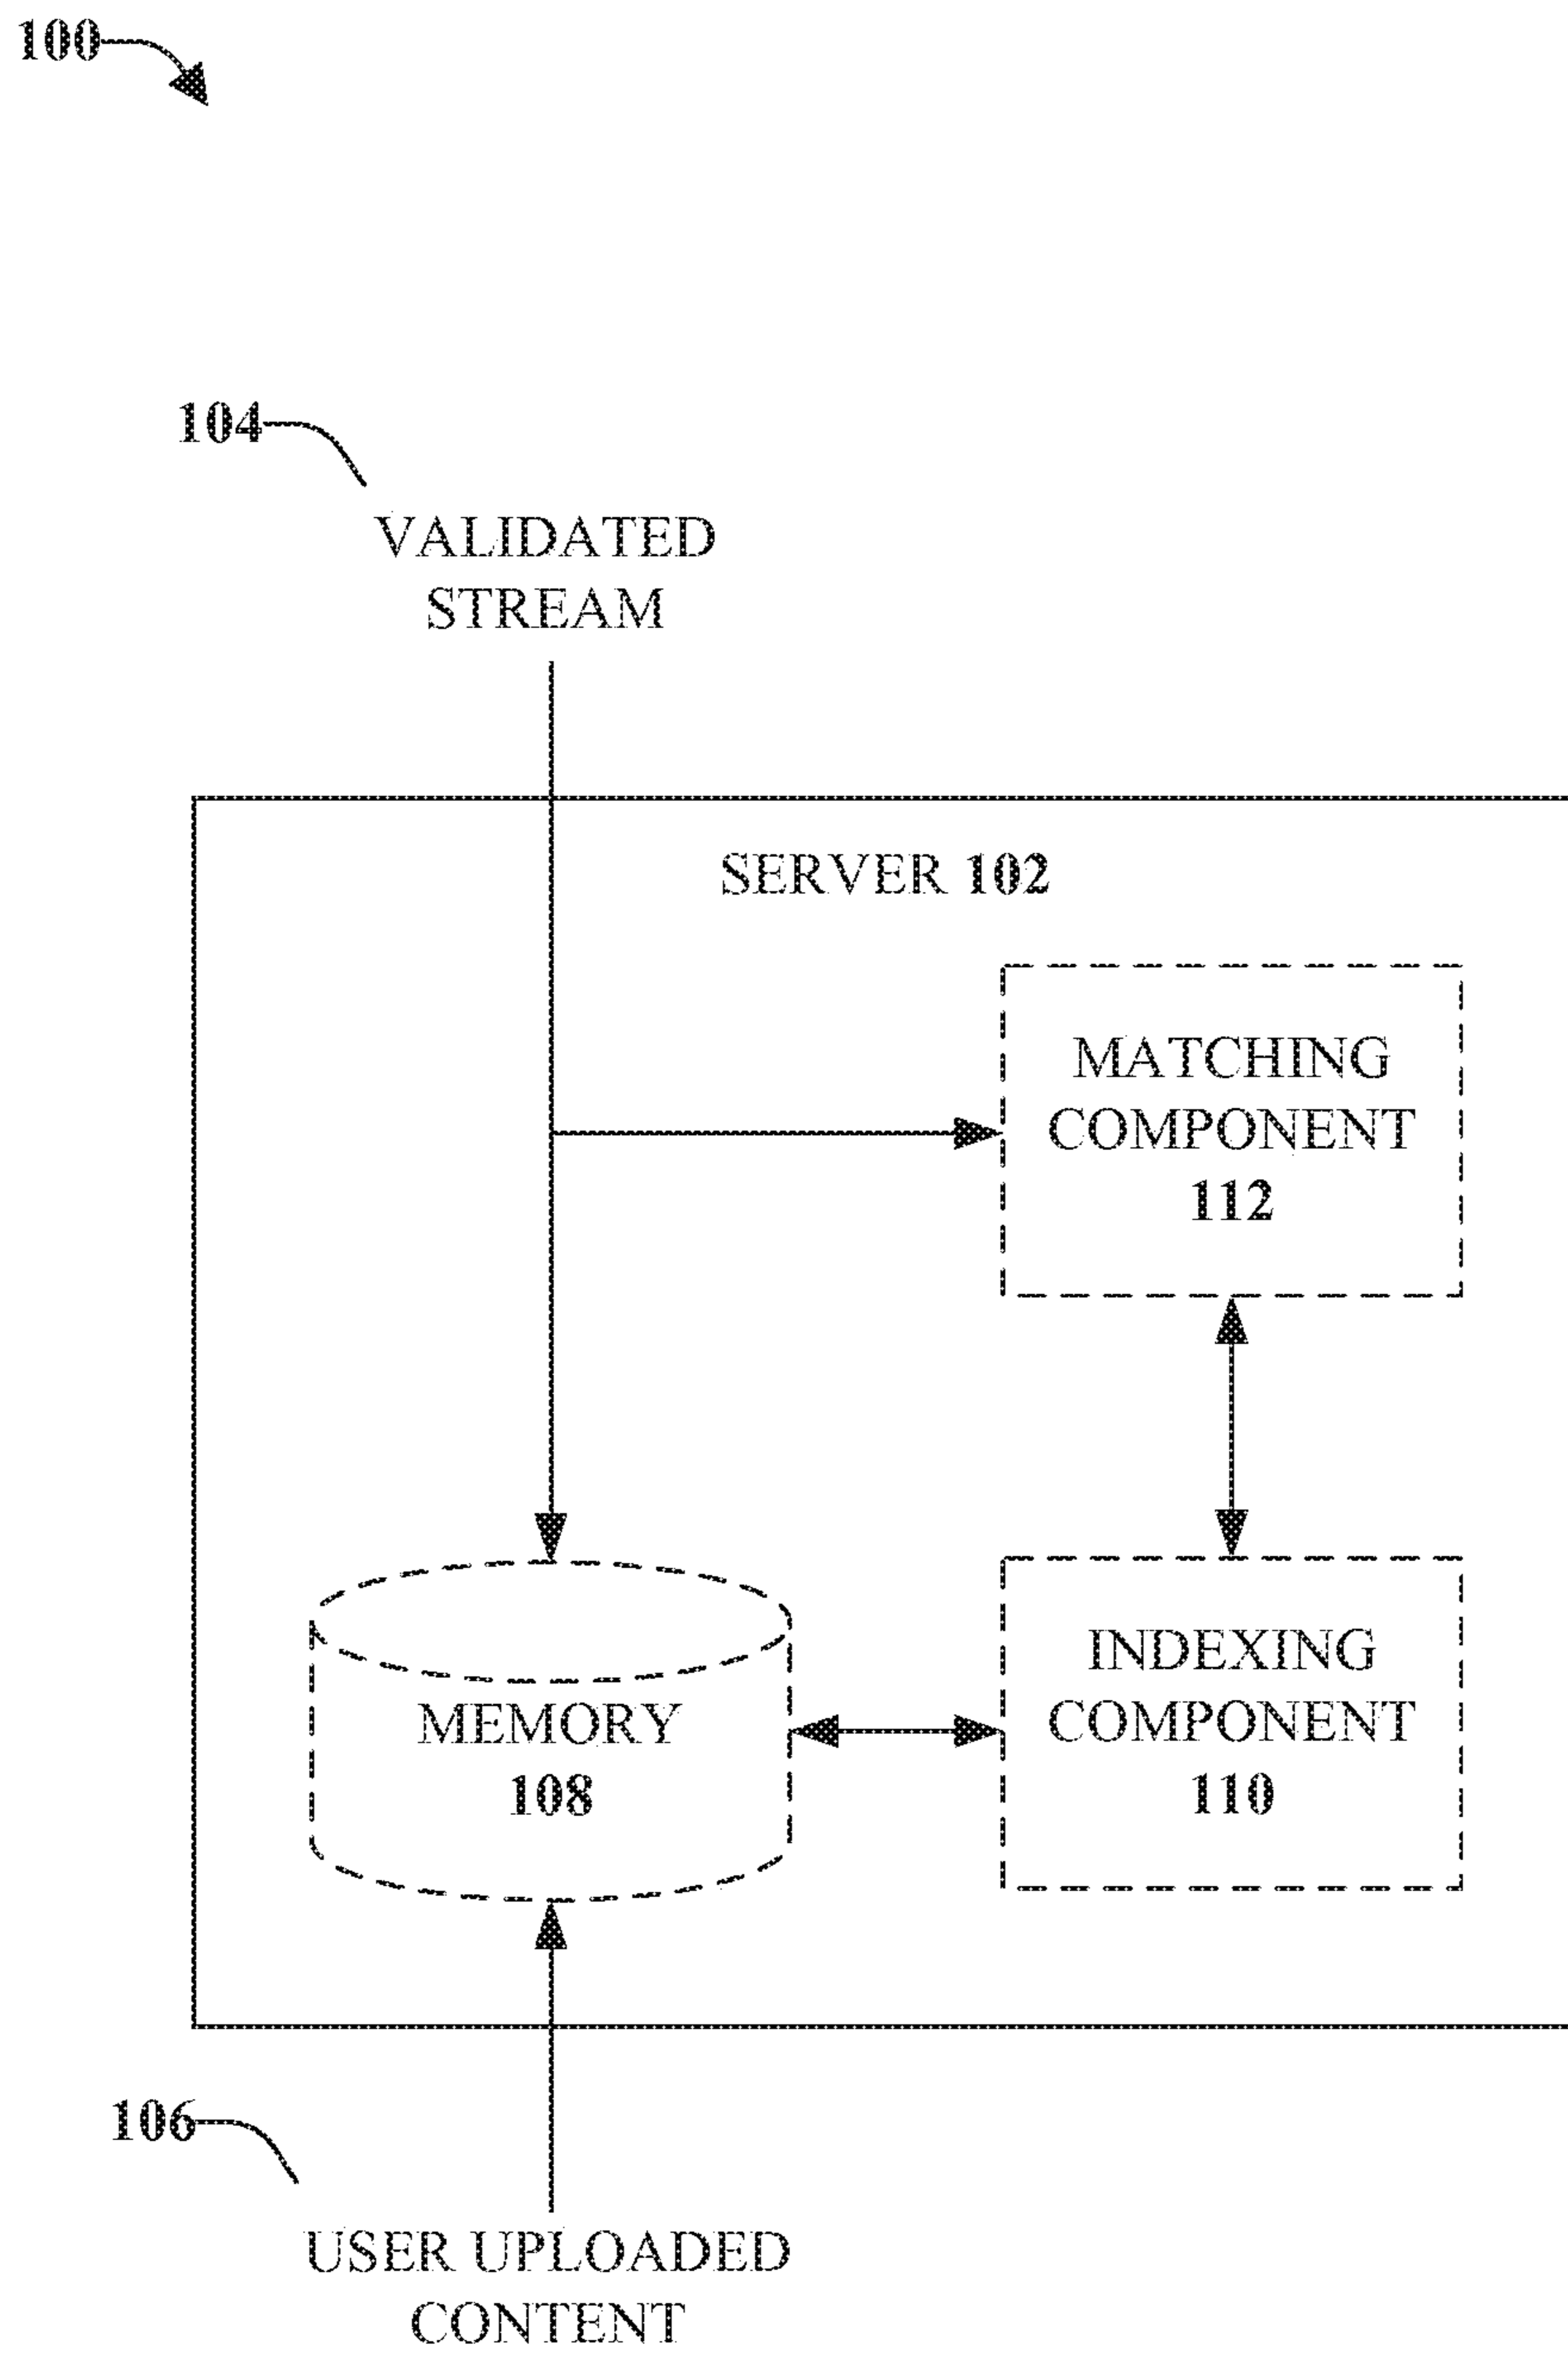 100
104
VALIDATED
STREAM
SERVER 102
MATCHING
COMPONENT
112
MEMORY
108
INDEXING
COMPONENT
110
106
USER UPLOADED
CONTENT